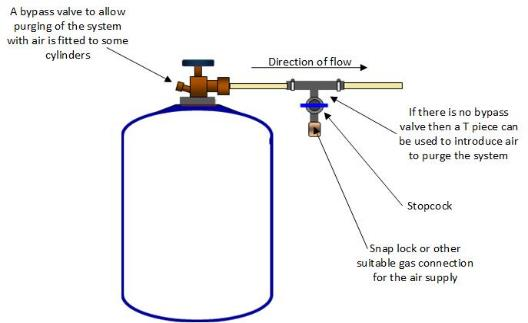 A bypass valve to allow
purging of the system
with air is fitted to some
cylinders
Direction of flow
If there is no bypass
valve then a T piece can
be used to introduce air
to purge the system
Stopcock
Snap lock or other
suitable gas connection
for the air supply